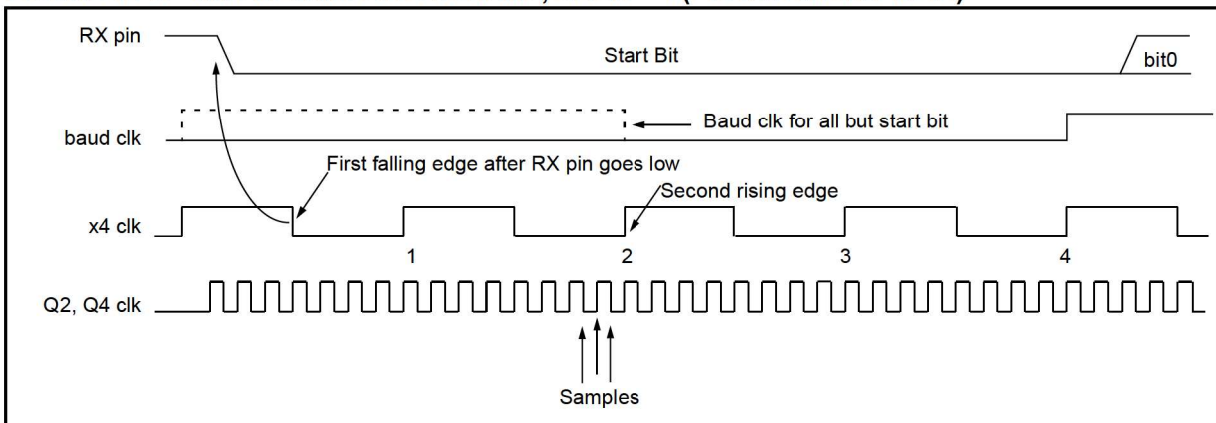 RX pin
Start Bit
bit0
baud clk
Baud clk for all but start bit
First falling edge after RX pin goes low
Second rising edge
x4 clk
1 2 3 4
Q2, Q4 clk
Samples